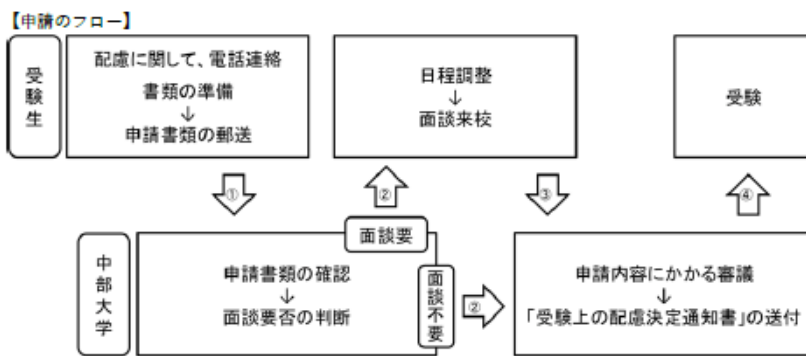 【申請のフロー】
受験生
配慮に関して、電話連絡
書類の準備
↓
申請書類の郵送
日程調整
↓
面談来校
受験
①
②
③
④
面談要
中部大学
申請書類の確認
↓
面談要否の判断
面談不要
②
申請内容にかかる審議
↓
「受験上の配慮決定通知書」の送付